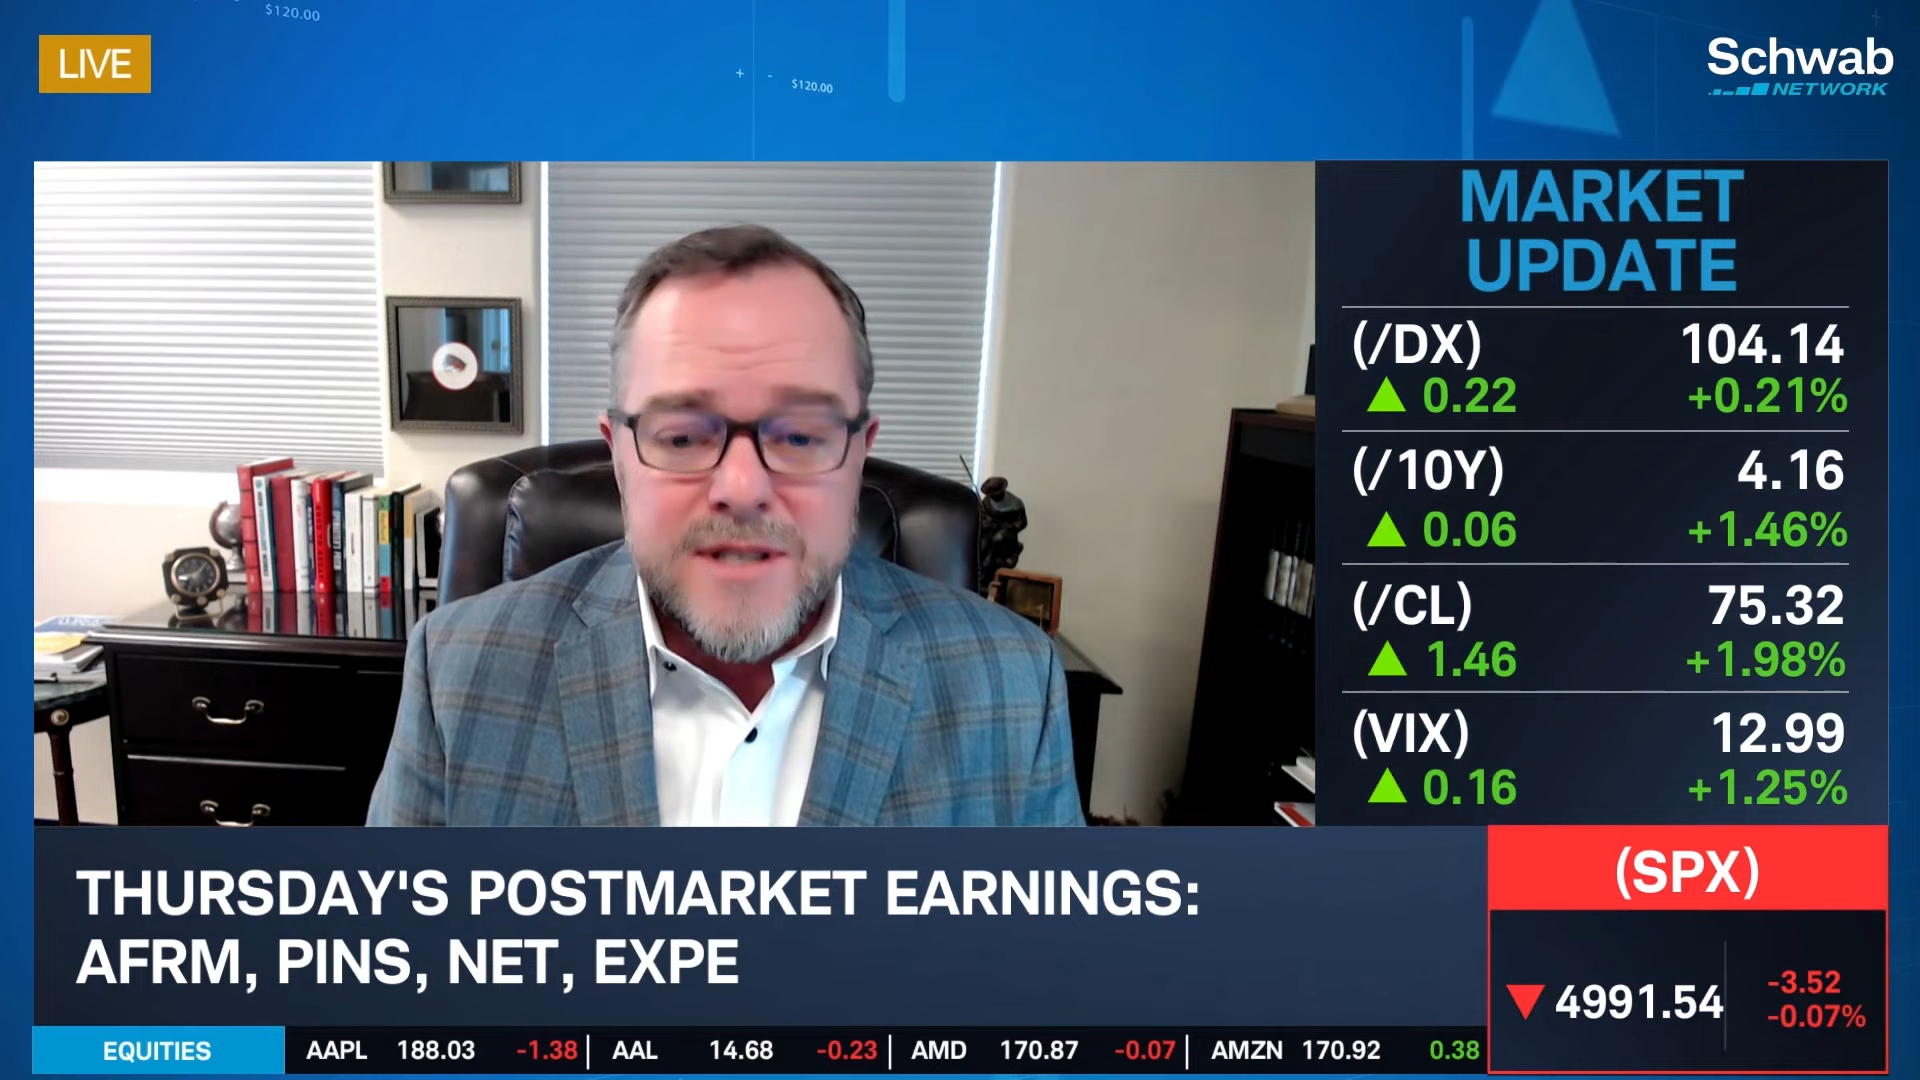 $120.00
LIVE
+ - $120.00
Schwab
NETWORK
MARKET
UPDATE
(/DX) 104.14
▲ 0.22 +0.21%
(/10Y) 4.16
▲ 0.06 +1.46%
(/CL) 75.32
▲ 1.46 +1.98%
(VIX) 12.99
▲ 0.16 +1.25%
THURSDAY'S POSTMARKET EARNINGS:
AFRM, PINS, NET, EXPE
(SPX)
▼ 4991.54 -3.52
-0.07%
EQUITIES AAPL 188.03 -1.38 | AAL 14.68 -0.23 | AMD 170.87 -0.07 | AMZN 170.92 0.38